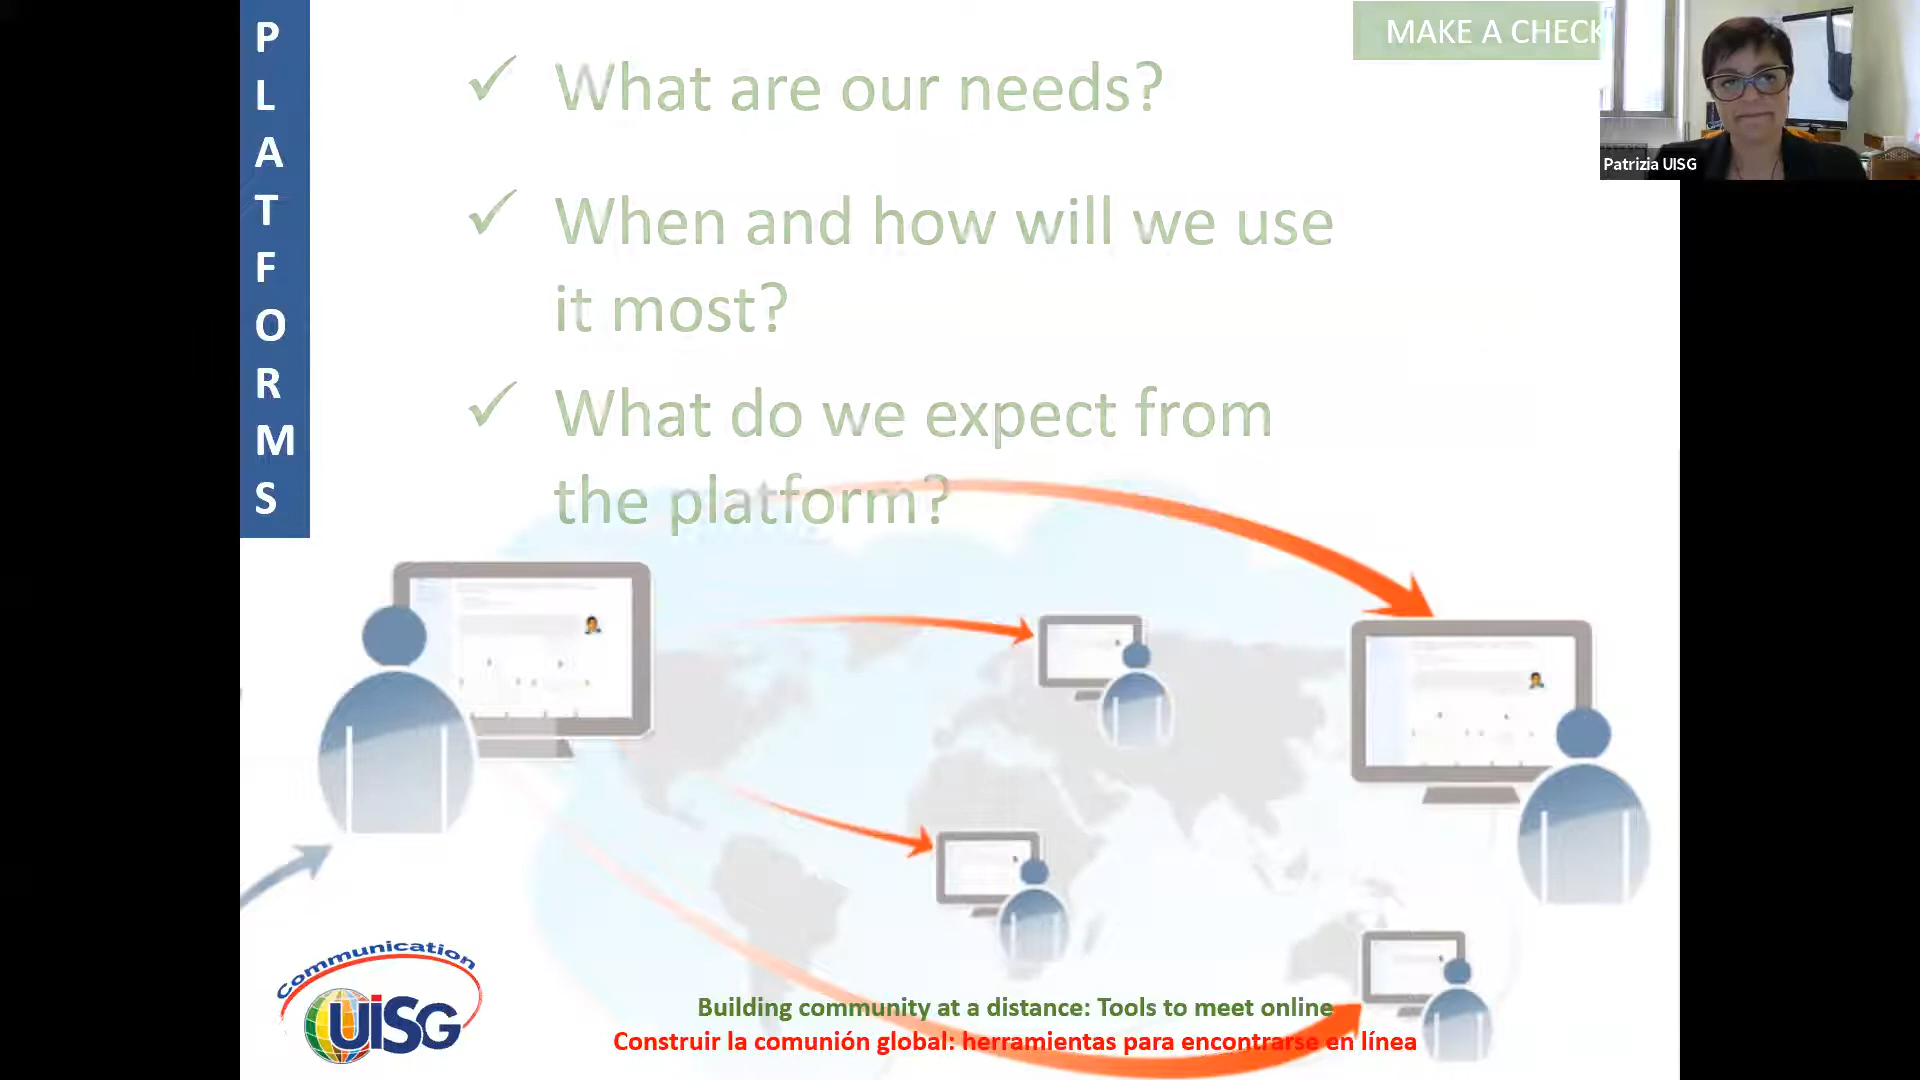 P
L
A
T
F
O
R
M
S
MAKE A CHECK
What are our needs?
When and how will we use
it most?
What do we expect from
the platform?
Patrizia UISG
Communication
UISG
Building community at a distance: Tools to meet online
Construir la comunión global: herramientas para encontrarse en línea